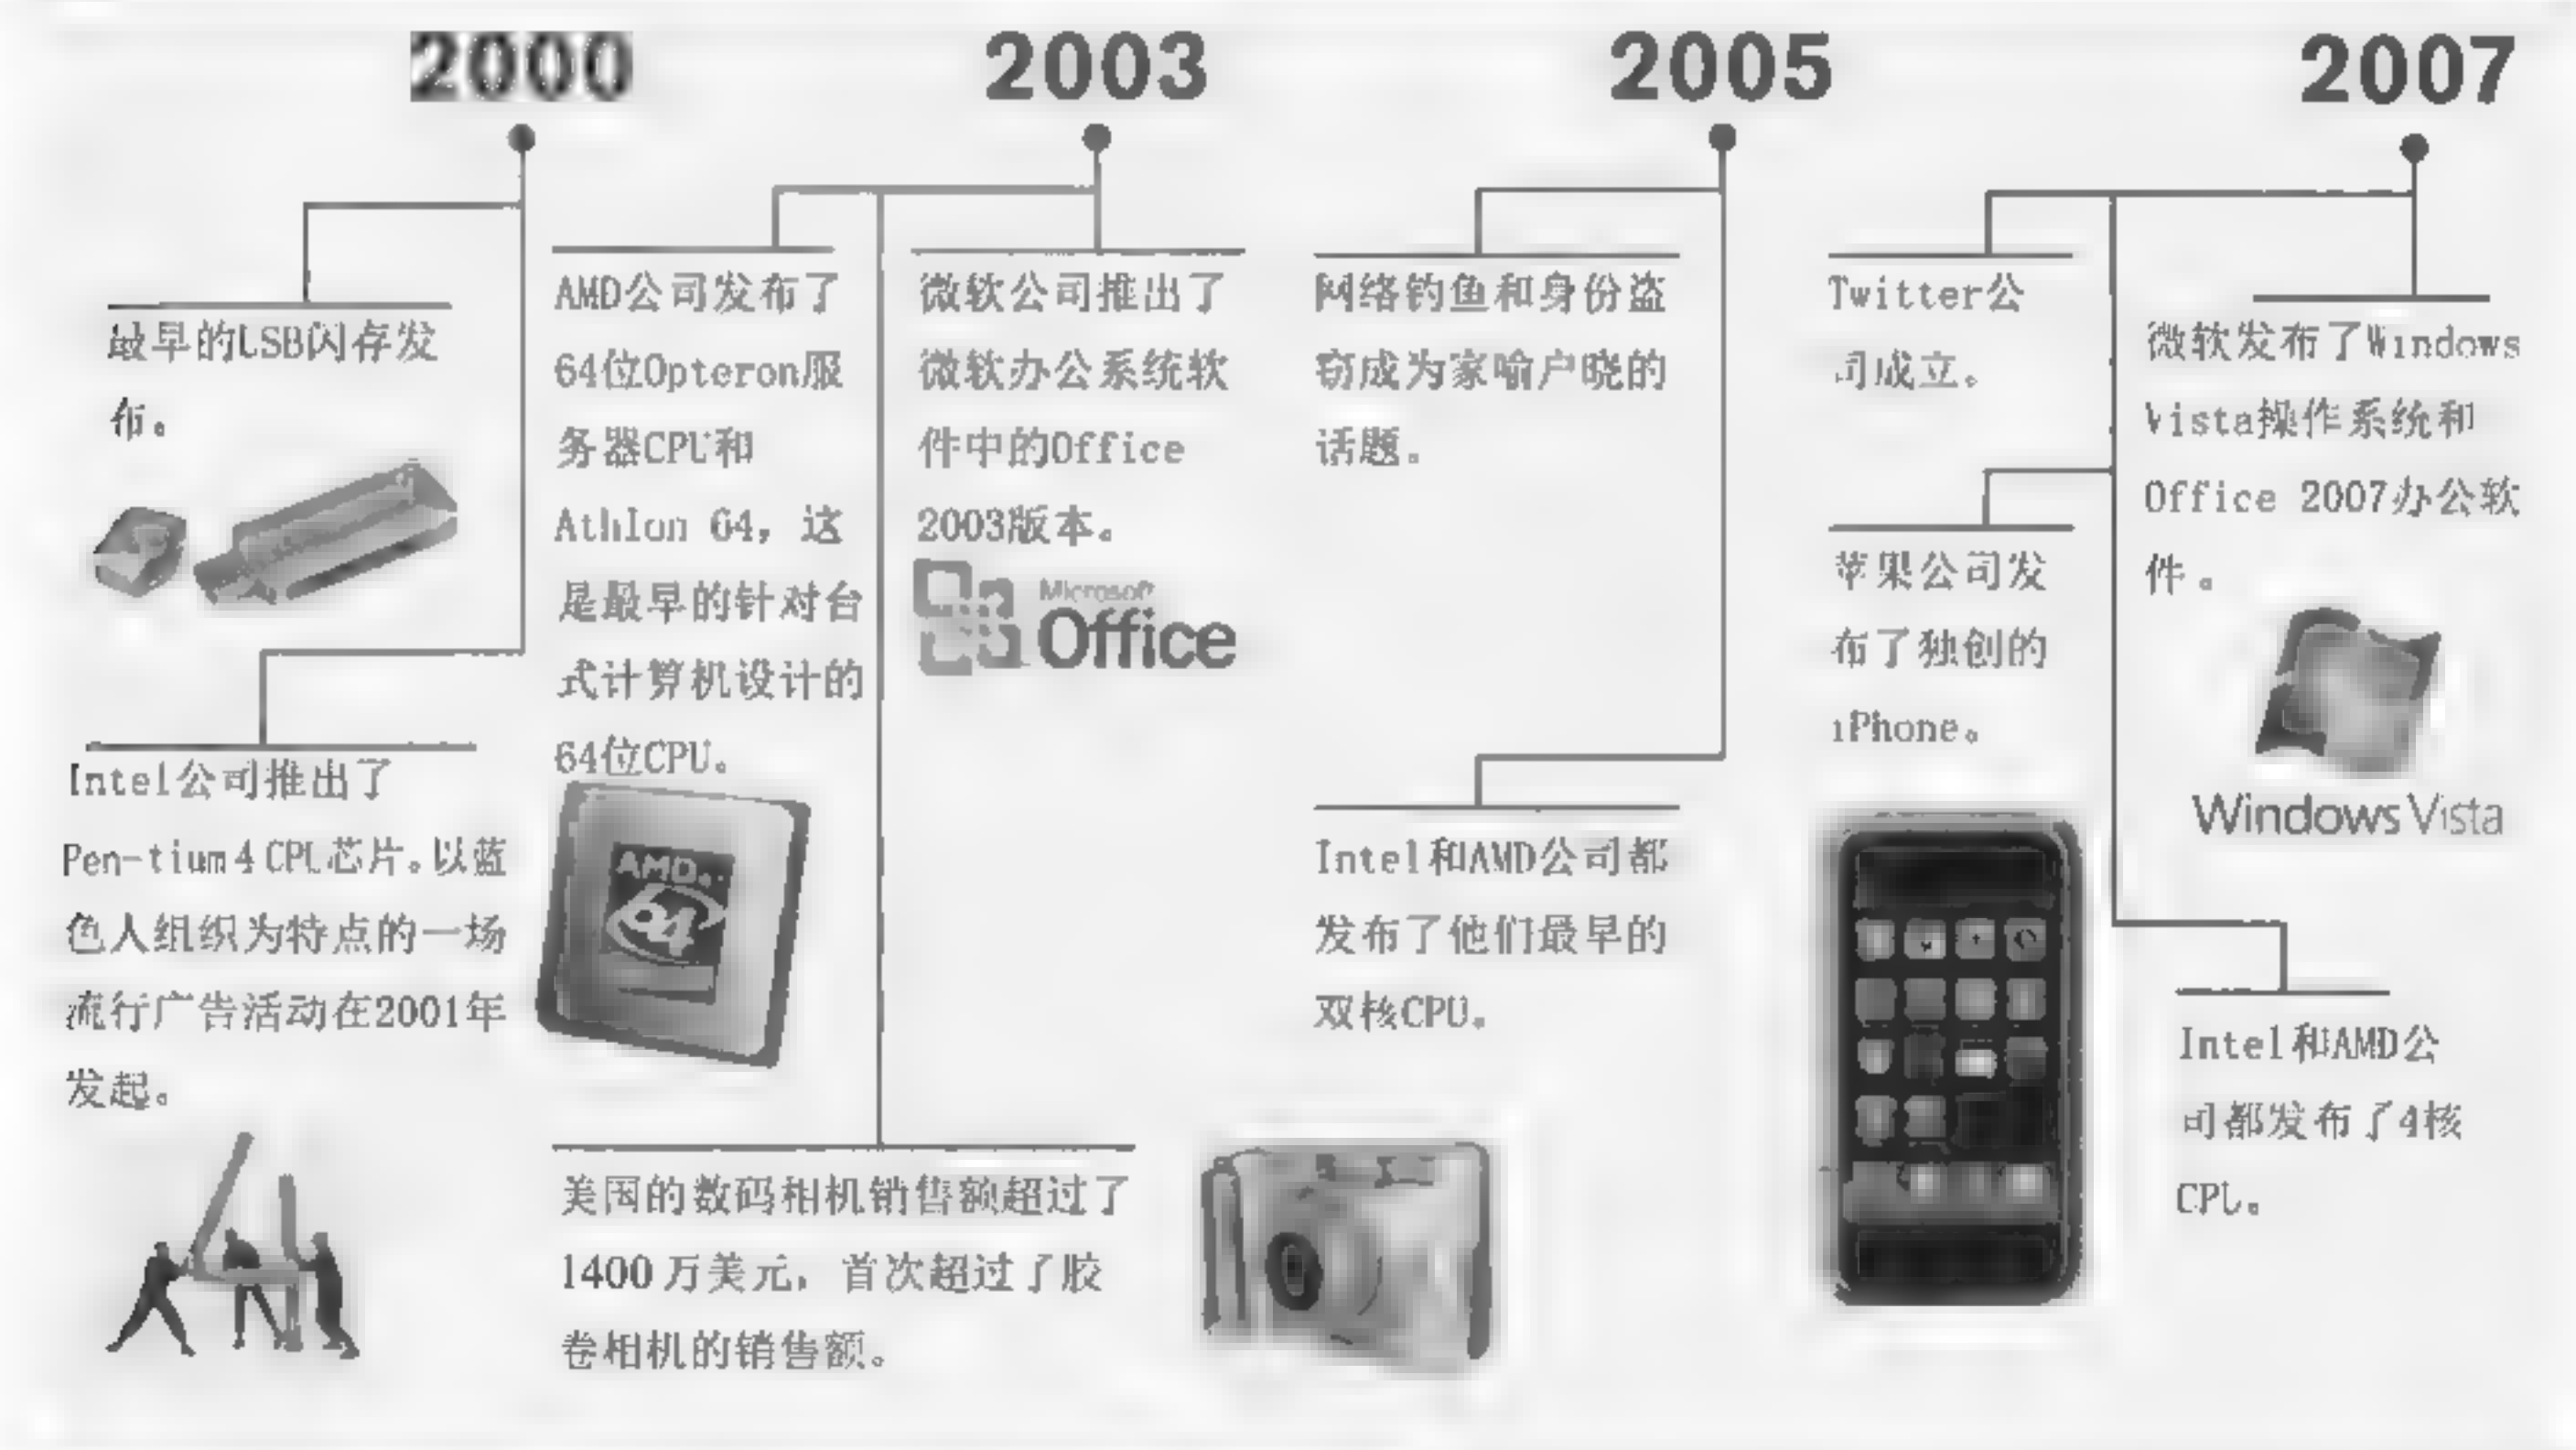 2000
最早的USB闪存发
布。
Intel公司推出了
Pen-tium 4 CPU芯片。以蓝
色人组织为特点的一场
流行广告活动在2001年
发起。
2003
AMD公司发布了
64位Opteron服
务器CPU和
Athlon 64，这
是最早的针对台
式计算机设计的
64位CPU。
AMD
64
微软公司推出了
微软办公系统软
件中的Office
2003版本。
Microsoft
Office
美国的数码相机销售额超过了
1400万美元，首次超过了胶
卷相机的销售额。
2005
网络钓鱼和身份盗
窃成为家喻户晓的
话题。
Intel和AMD公司都
发布了他们最早的
双核CPU。
2007
Twitter公
司成立。
苹果公司发
布了独创的
iPhone。
微软发布了Windows
Vista操作系统和
Office 2007办公软
件。
Windows Vista
Intel和AMD公
司都发布了4核
CPU。